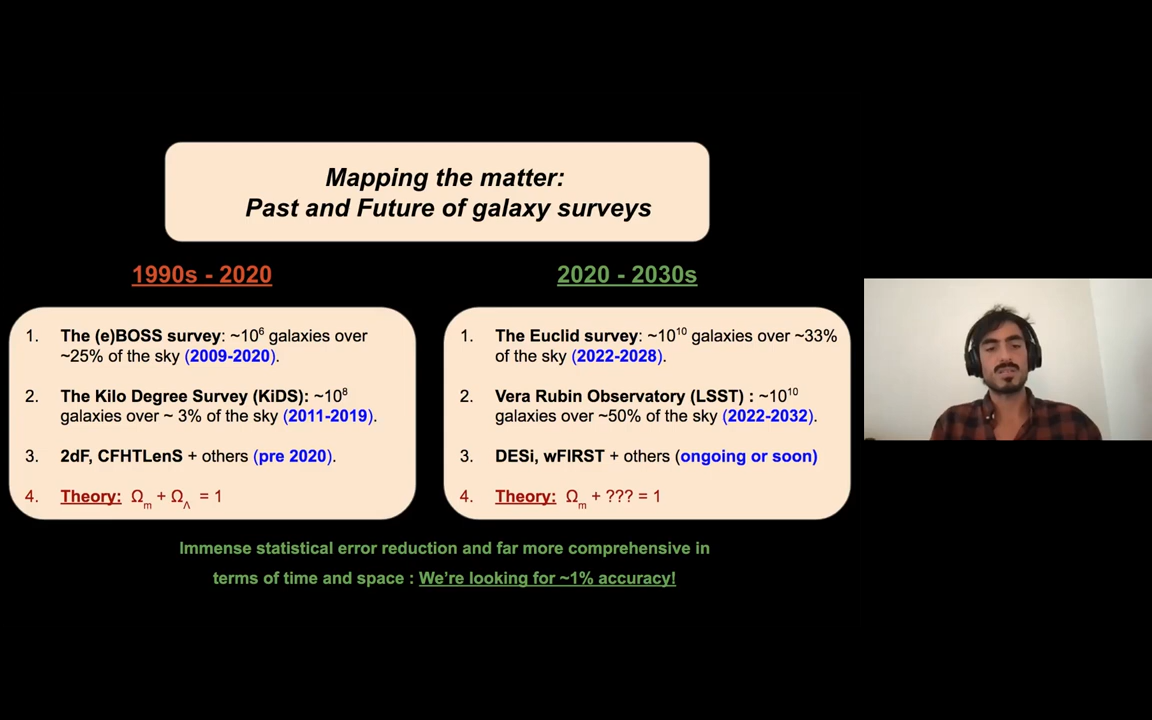 Mapping the matter:
Past and Future of galaxy surveys
1990s - 2020
1. The (e)BOSS survey: ~10⁶ galaxies over
~25% of the sky (2009-2020).
2. The Kilo Degree Survey (KiDS): ~10⁸
galaxies over ~ 3% of the sky (2011-2019).
3. 2dF, CFHTLenS + others (pre 2020).
4. Theory: Ωm + ΩΛ = 1
2020 - 2030s
1. The Euclid survey: ~10¹⁰ galaxies over ~33%
of the sky (2022-2028).
2. Vera Rubin Observatory (LSST) : ~10¹⁰
galaxies over ~50% of the sky (2022-2032).
3. DESi, wFIRST + others (ongoing or soon)
4. Theory: Ωm + ??? = 1
Immense statistical error reduction and far more comprehensive in
terms of time and space : We're looking for ~1% accuracy!